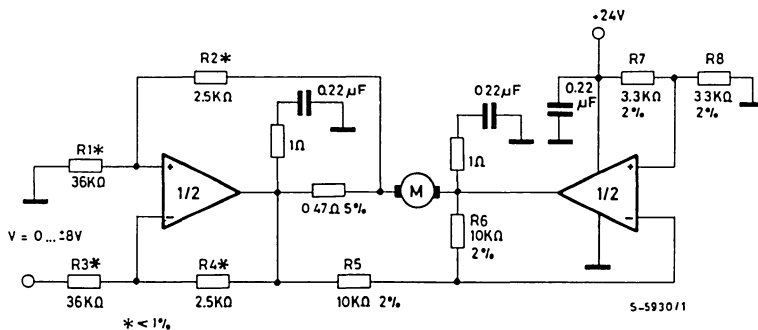 +24V
R2*
2.5KΩ
0.22µF
0.22µF
0.22
µF
R7
3.3KΩ
2%
R8
3.3KΩ
2%
R1*
36KΩ
1Ω
1Ω
+
1/2
−
0.47Ω 5%
M
+
1/2
−
R6
10KΩ
2%
V = 0 ... ±8V
R3*
36KΩ
R4*
2.5KΩ
R5
10KΩ 2%
* < 1%
S-5930/1